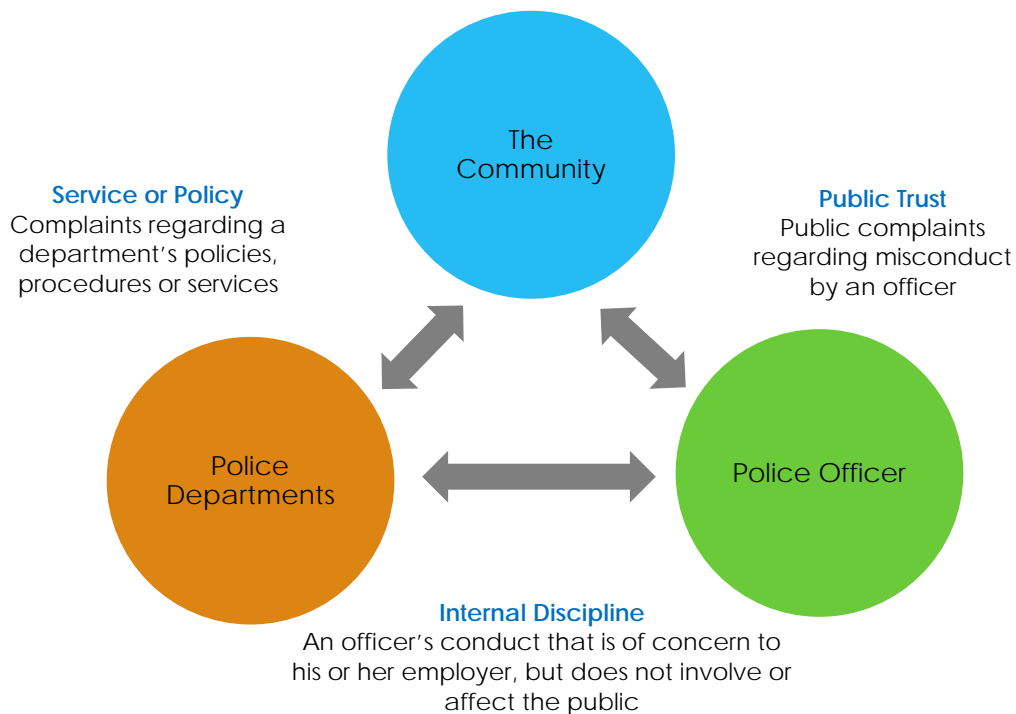 The
Community
Service or Policy
Complaints regarding a
department's policies,
procedures or services
Public Trust
Public complaints
regarding misconduct
by an officer
Police
Departments
Police Officer
Internal Discipline
An officer's conduct that is of concern to
his or her employer, but does not involve or
affect the public